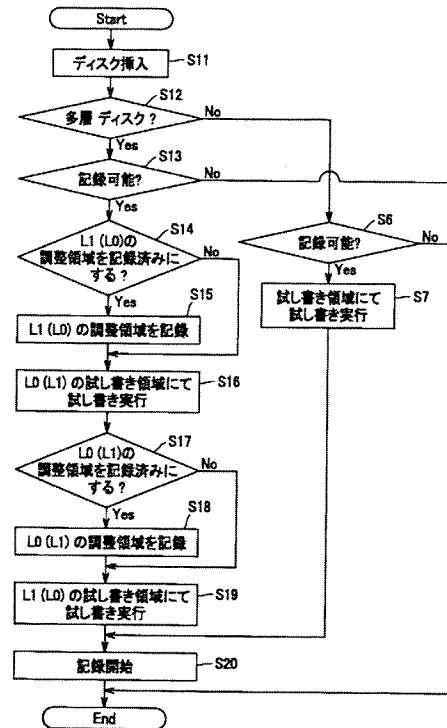 Start
ディスク挿入
S11
S12
多層 ディスク?
No
Yes
S13
記録可能?
No
Yes
S14
L1(L0)の
調整領域を記録済みに
する?
No
Yes
S15
L1(L0)の調整領域を記録
S6
記録可能?
No
Yes
S7
試し書き領域にて
試し書き実行
L0(L1)の試し書き領域にて
試し書き実行
S16
S17
L0(L1)の
調整領域を記録済みに
する?
No
Yes
S18
L0(L1)の調整領域を記録
L1(L0)の試し書き領域にて
試し書き実行
S19
記録開始
S20
End